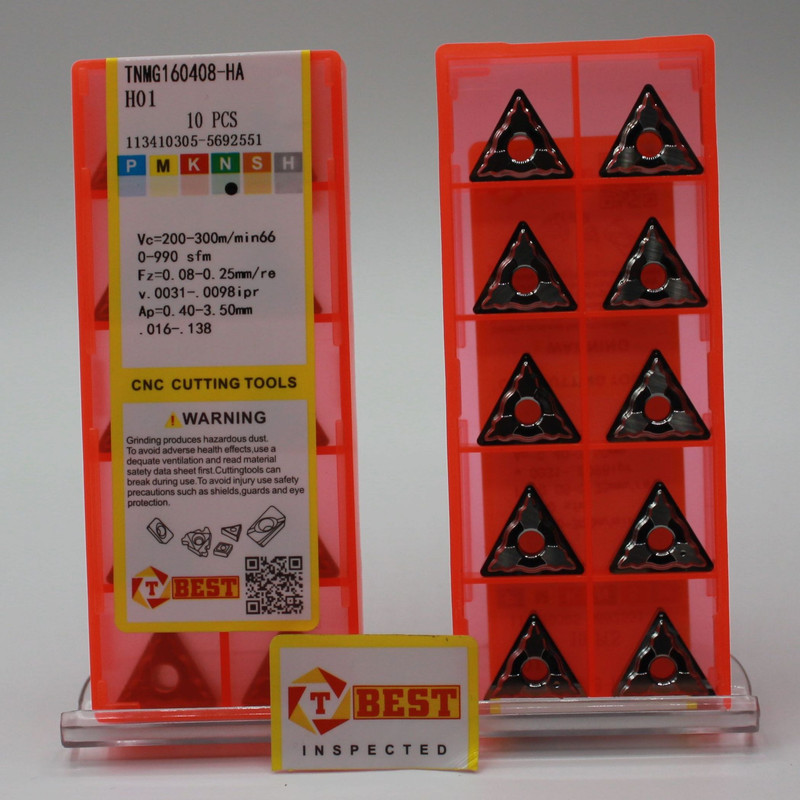 TNMG160408-HA
H01
10 PCS
113410305-5692551
P M K N S H
Vc=200-300m/min66
0-990 sfm
Fz=0.08-0.25mm/re
v.0031-.0098ipr
Ap=0.40-3.50mm
.016-.138
CNC CUTTING TOOLS
WARNING
Grinding produces hazardous dust.
To avoid adverse health effects,use a
dequate ventilation and read material
safety data sheet first.Cuttingtools can
break during use.To avoid injury use safety
precautions such as shields,guards and eye
protection.
T BEST
T BEST
INSPECTED